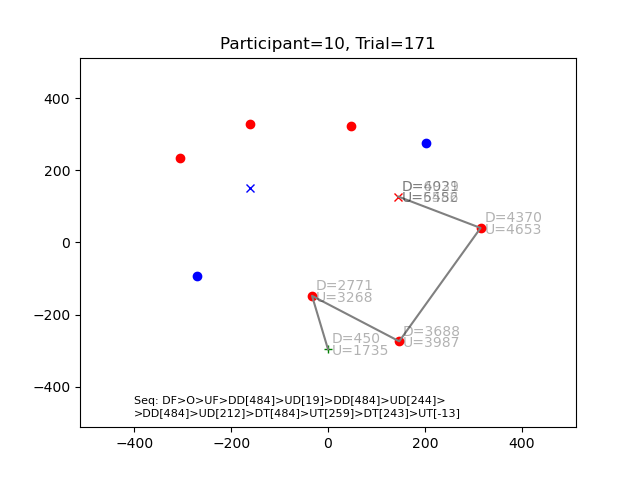 Participant=10, Trial=171
400
200
0
−200
−400
D=4370
U=4653
D=2771
U=3268
D=3688
U=3987
D=450
U=1735
Seq: DF>O>UF>DD[484]>UD[19]>DD[484]>UD[244]>
>DD[484]>UD[212]>DT[484]>UT[259]>DT[243]>UT[-13]
−400
−200
0
200
400